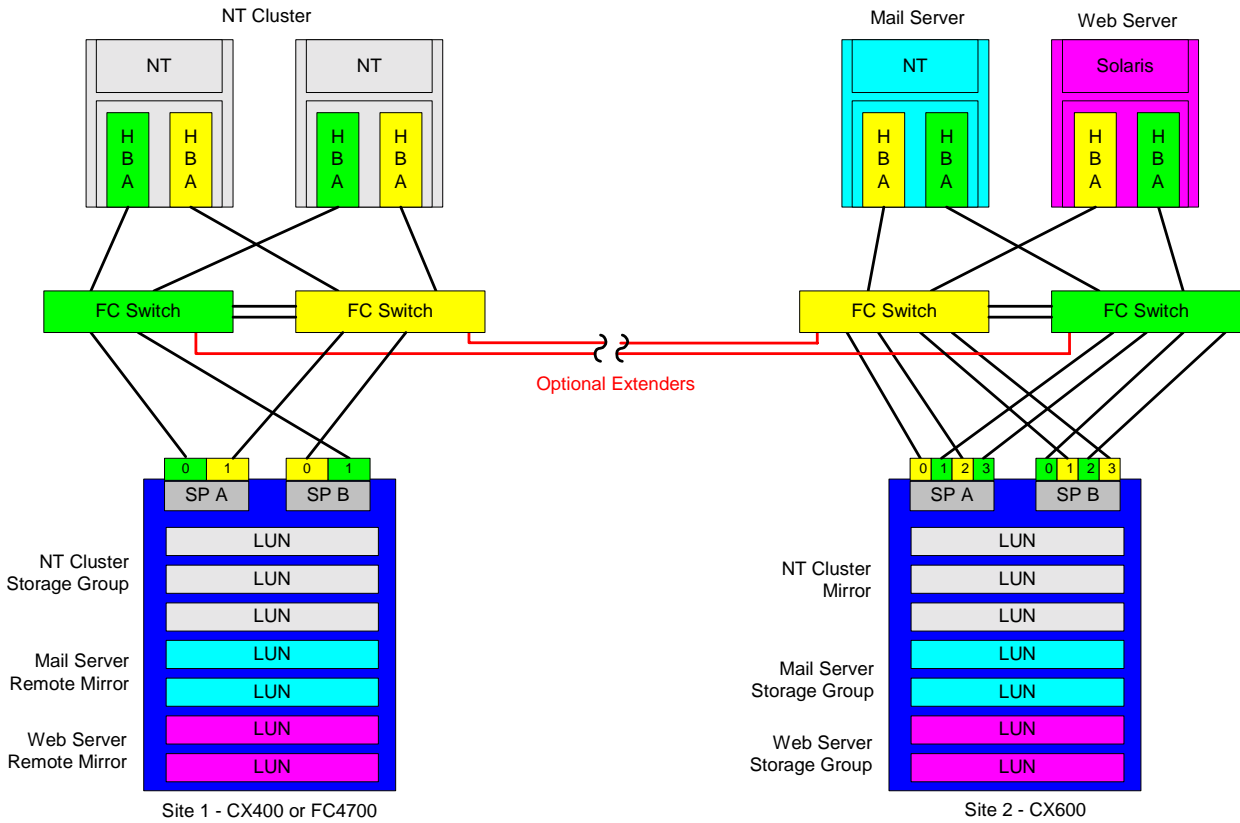 NT Cluster
Mail Server
Web Server
NT
NT
NT
Solaris
H
B
A
H
B
A
H
B
A
H
B
A
H
B
A
H
B
A
H
B
A
H
B
A
FC Switch
FC Switch
FC Switch
FC Switch
Optional Extenders
0 1
0 1
0 1 2 3
0 1 2 3
SP A
SP B
SP A
SP B
NT Cluster
Storage Group
LUN
LUN
LUN
Mail Server
Remote Mirror
LUN
LUN
Web Server
Remote Mirror
LUN
LUN
Site 1 - CX400 or FC4700
NT Cluster
Mirror
LUN
LUN
LUN
Mail Server
Storage Group
LUN
LUN
Web Server
Storage Group
LUN
LUN
Site 2 - CX600